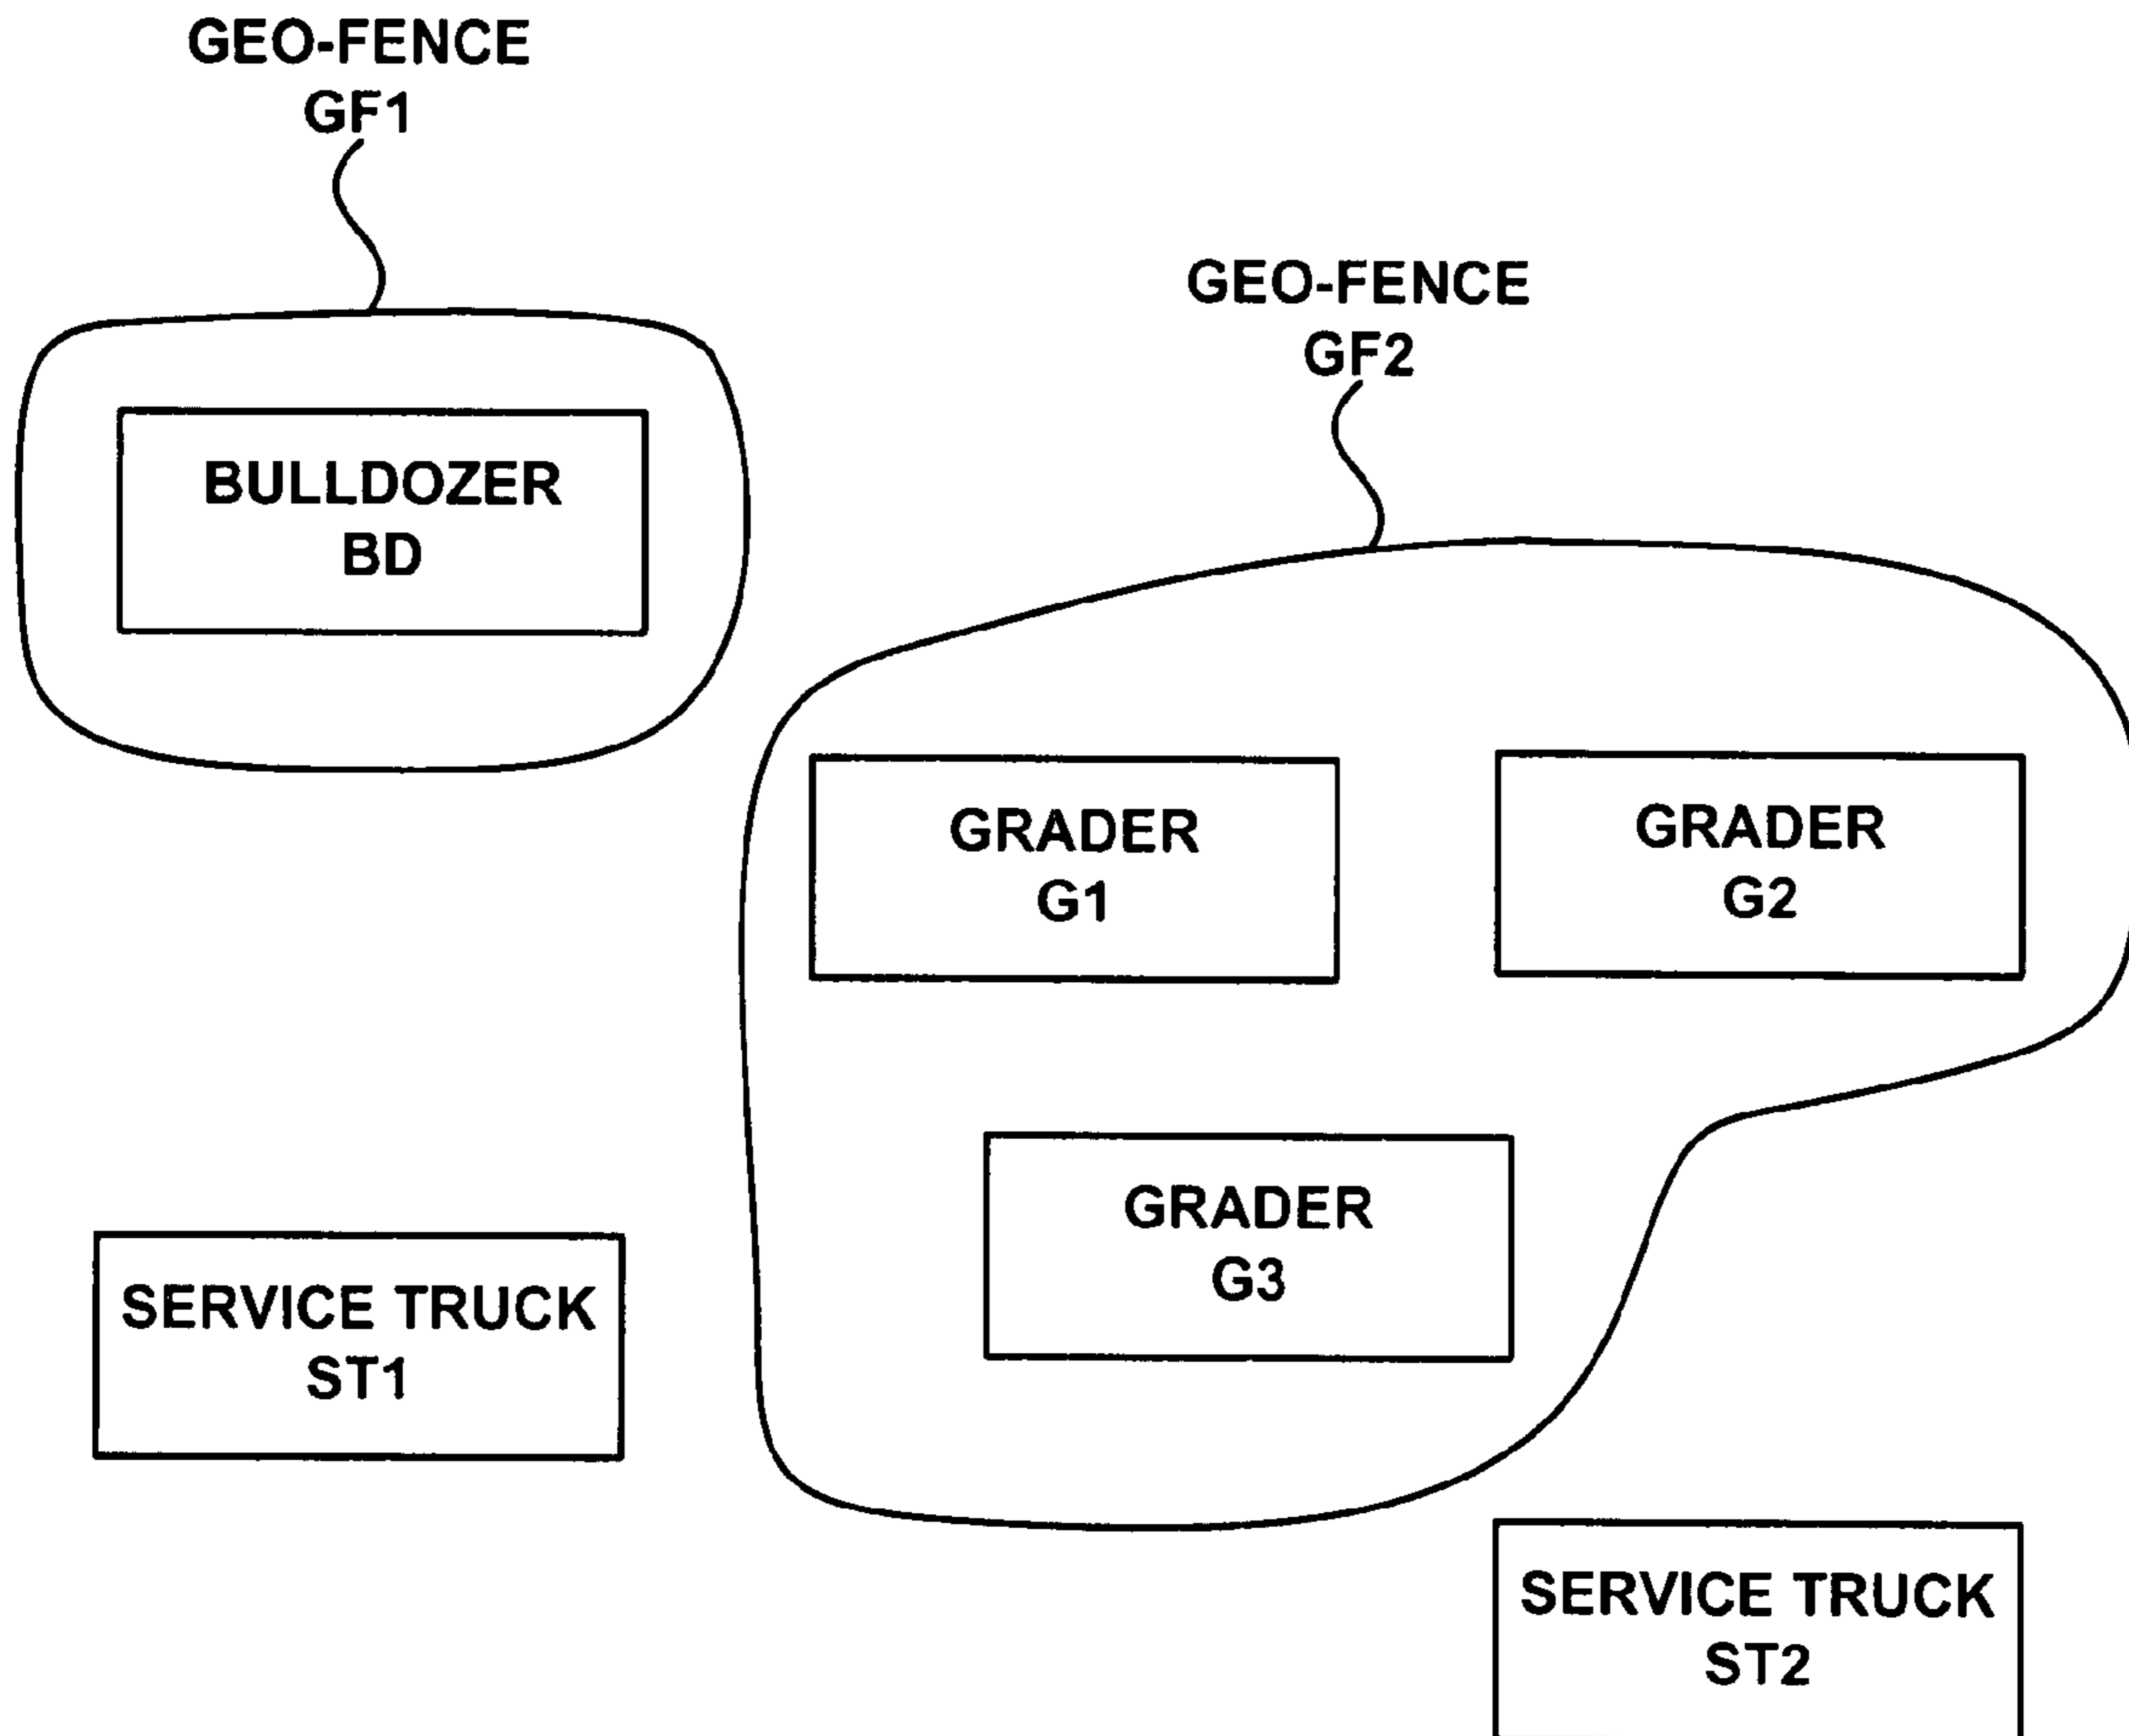 GEO-FENCE
GF1
GEO-FENCE
GF2
BULLDOZER
BD
GRADER
G1
GRADER
G2
GRADER
G3
SERVICE TRUCK
ST1
SERVICE TRUCK
ST2